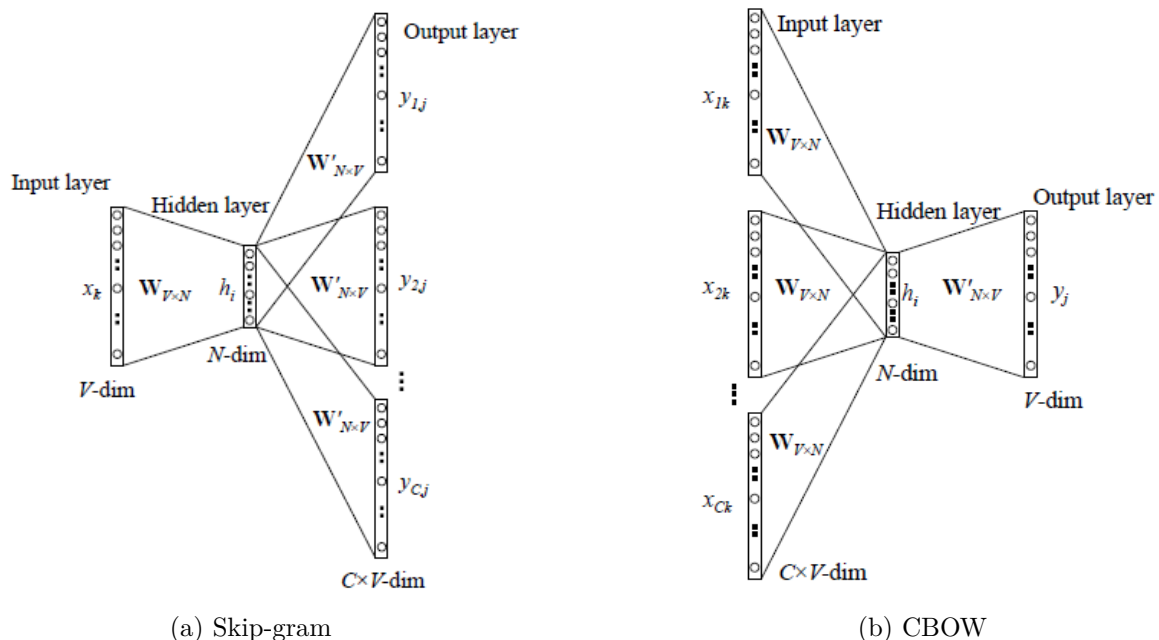 Output layer
y1,j
W'N×V
Input layer
Hidden layer
xk
WV×N
hi
W'N×V
y2,j
N-dim
V-dim
W'N×V
yC,j
C×V-dim
(a) Skip-gram
Input layer
x1k
WV×N
Hidden layer
Output layer
x2k
WV×N
hi
W'N×V
yj
N-dim
V-dim
WV×N
xCk
C×V-dim
(b) CBOW